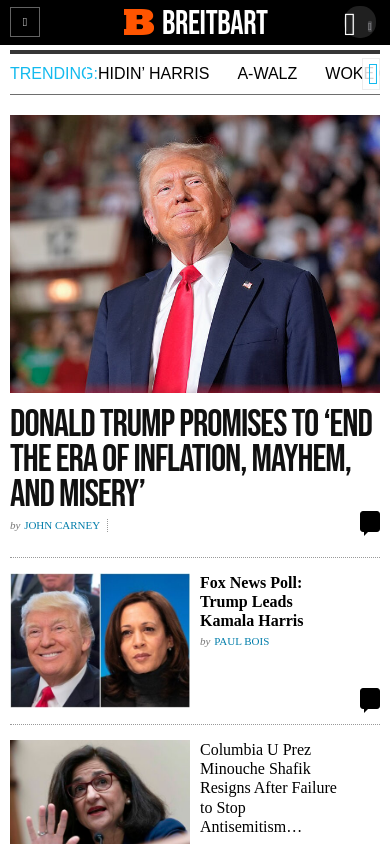 B BREITBART
TRENDING: HIDIN' HARRIS A-WALZ WOKE
DONALD TRUMP PROMISES TO ‘END
THE ERA OF INFLATION, MAYHEM,
AND MISERY’
by JOHN CARNEY
Fox News Poll:
Trump Leads
Kamala Harris
by PAUL BOIS
Columbia U Prez
Minouche Shafik
Resigns After Failure
to Stop
Antisemitism…